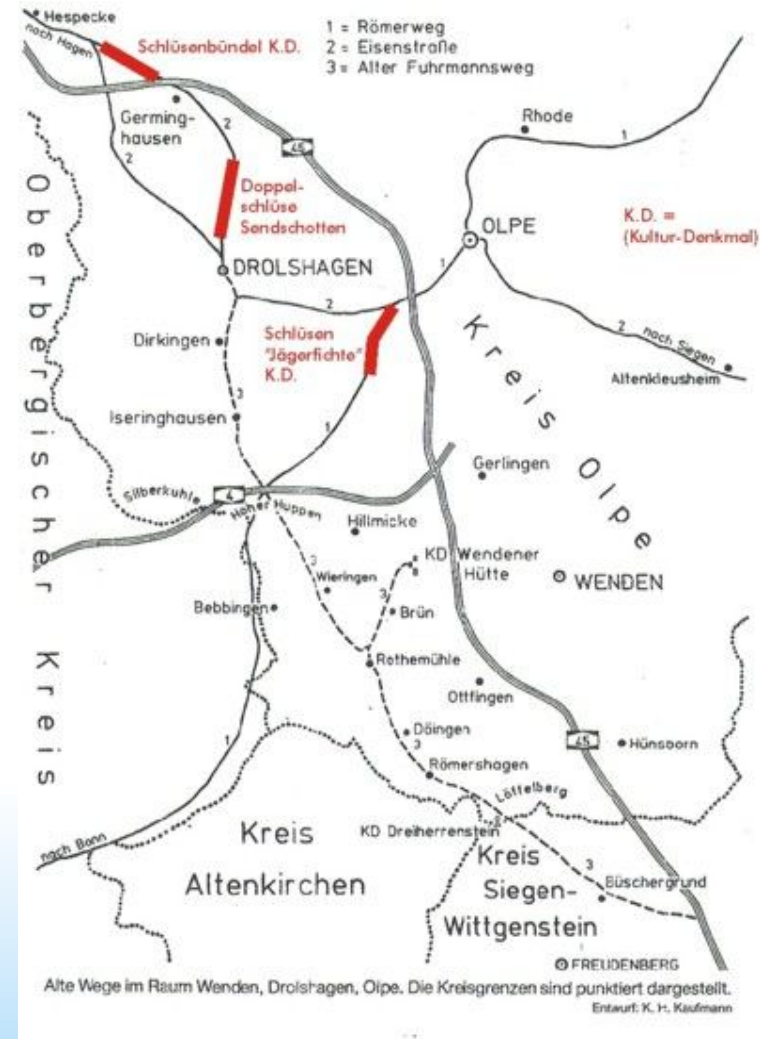 Hespecke
nach Hagen
Schlüsenbündel K.D.
1 = Römerweg
2 = Eisenstraße
3 = Alter Fuhrmannsweg
Germing-
hausen
2
2
45
Rhode
1
Doppel-
schlüse
Sendschotten
K.D. =
(Kultur-Denkmal)
OLPE
DROLSHAGEN
1
2
2
nach Siegen
Altenkleusheim
Dirkingen
Schlüsen
"Jägerfichte"
K.D.
3
Iseringhausen
1
Oberbergischer Kreis
Kreis Olpe
Gerlingen
Silberkuhl
4
Hoher Huppen
Hillmicke
3
Wieringen
KD Wendener
Hütte
WENDEN
3
Brün
Bebbingen
Rothemühle
Ottfingen
Döingen
3
45
Hünsborn
1
Römershagen
Löffelberg
nach Bonn
Kreis
Altenkirchen
KD Dreiherrenstein
Kreis
Siegen-
Wittgenstein
3
Büschergrund
FREUDENBERG
Alte Wege im Raum Wenden, Drolshagen, Olpe. Die Kreisgrenzen sind punktiert dargestellt.
Entwurf: K. H. Kaufmann